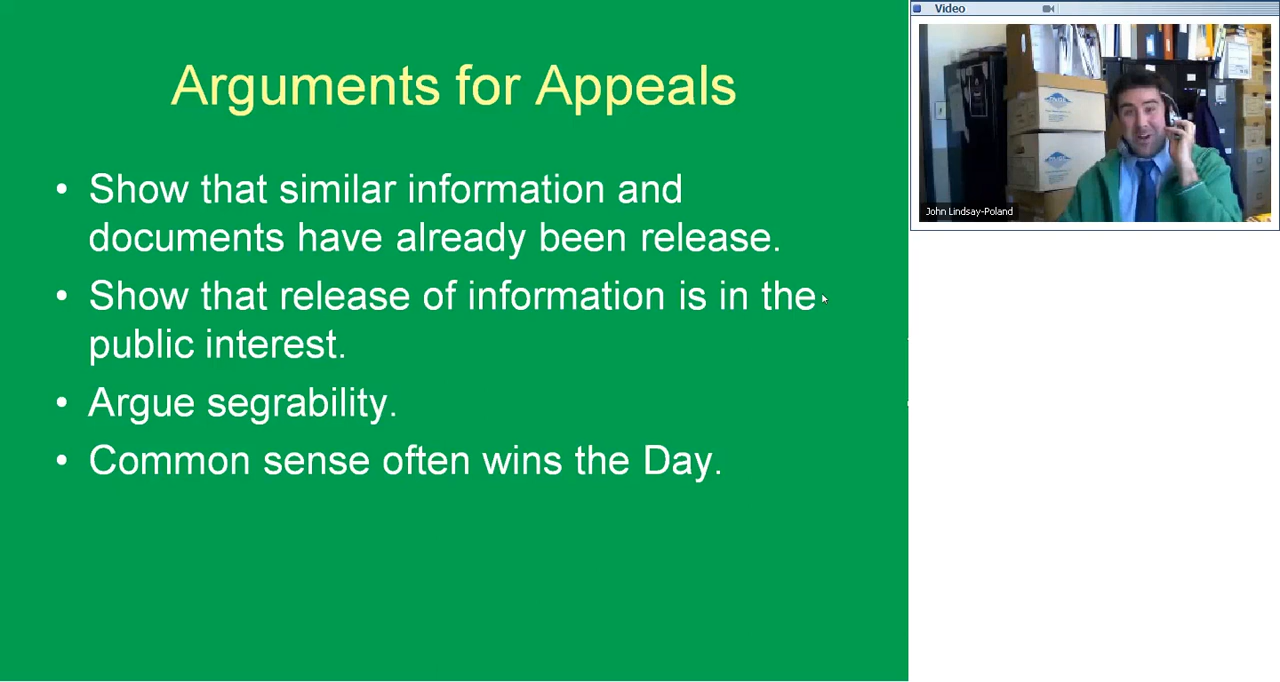 Arguments for Appeals
• Show that similar information and
documents have already been release.
• Show that release of information is in the
public interest.
• Argue segrability.
• Common sense often wins the Day.
Video
John Lindsay-Poland